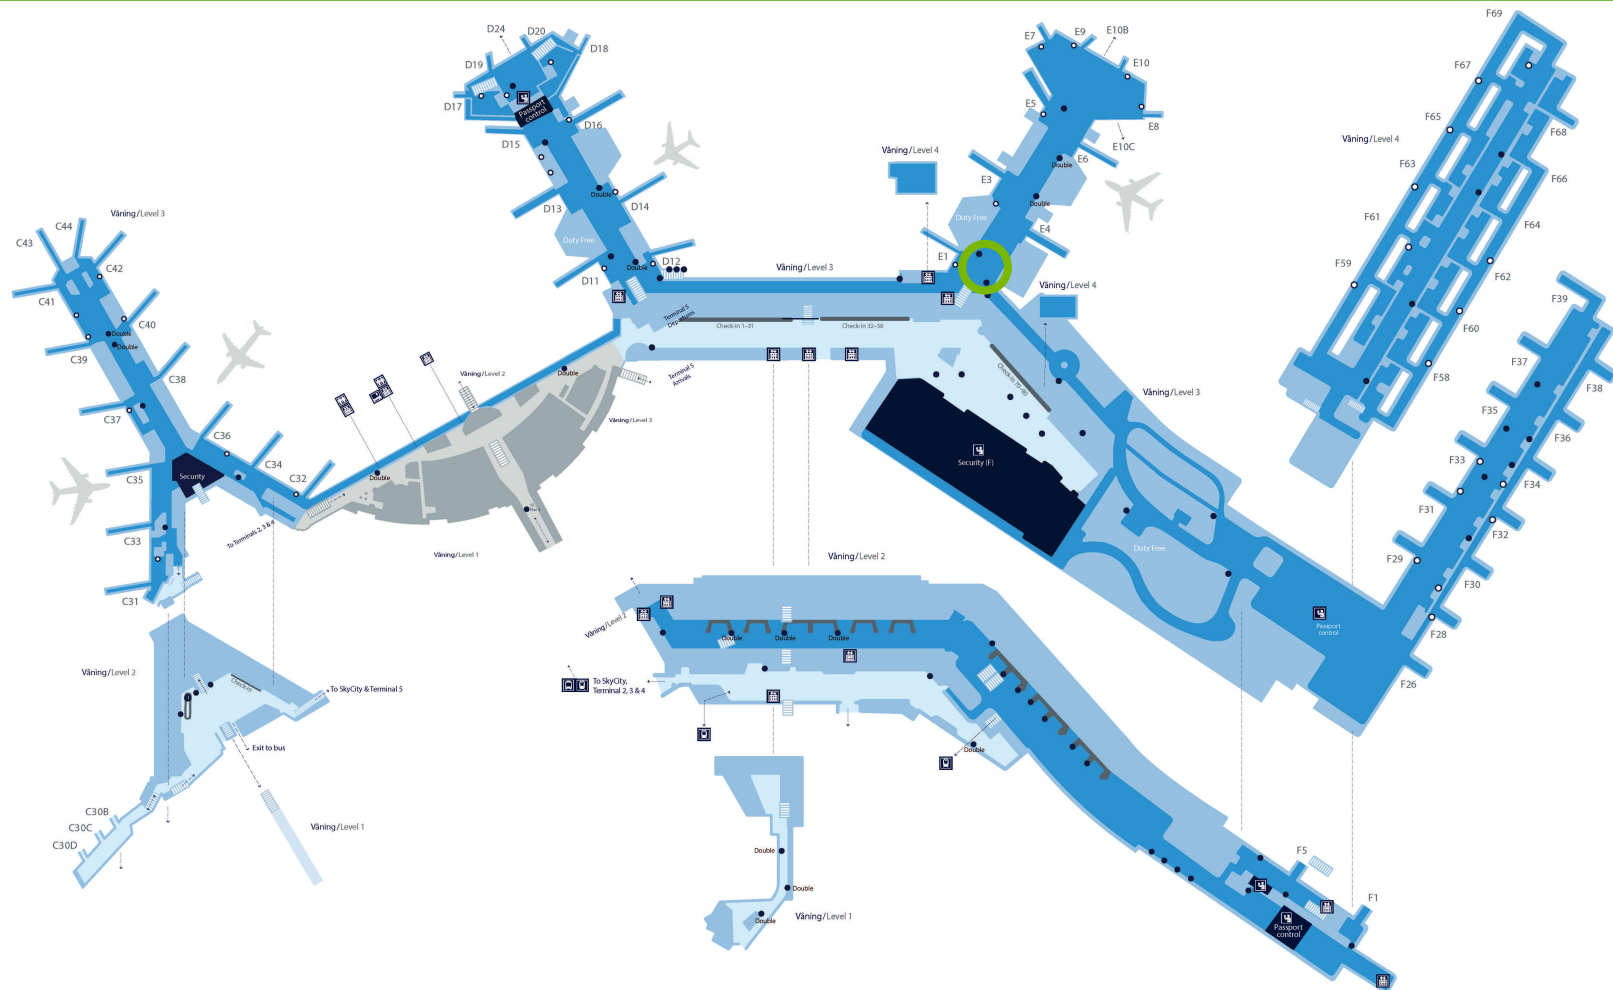 D24
D20
D18
D19
D17
Passport
control
D16
D15
Double
D14
D13
Duty Free
D12
Double
D11
E7
E9
E10B
E10
E5
E8
E10C
E6
Double
Våning/Level 4
E3
Double
Duty Free
E4
E1
Våning/Level 3
Våning/Level 4
F69
F67
F65
F68
Våning/Level 4
F63
F66
F61
F64
F59
F62
F60
F58
F39
F37
F38
F35
F36
F33
F34
F31
F32
F29
F30
F28
F26
C44
Våning/Level 3
C43
C42
C41
C40
Double
Double
C39
C38
C37
C36
C35
C34
C32
Security
C33
C31
To Terminals 2, 3 & 4
Terminal 5
Departures
Check-in 1–31
Check-in 32–58
Terminal 5
Arrivals
Double
Våning/Level 2
Våning/Level 3
Double
Våning/Level 1
Check-in 70–90
Våning/Level 3
Security (F)
Duty Free
Passport
control
Våning/Level 2
Våning/Level 2
Double
Double
Double
To SkyCity,
Terminal 2, 3 & 4
Double
Våning/Level 2
Check-in
To SkyCity & Terminal 5
Exit to bus
C30B
C30C
C30D
Våning/Level 1
Double
Double
Double
Våning/Level 1
F5
F1
Passport
control